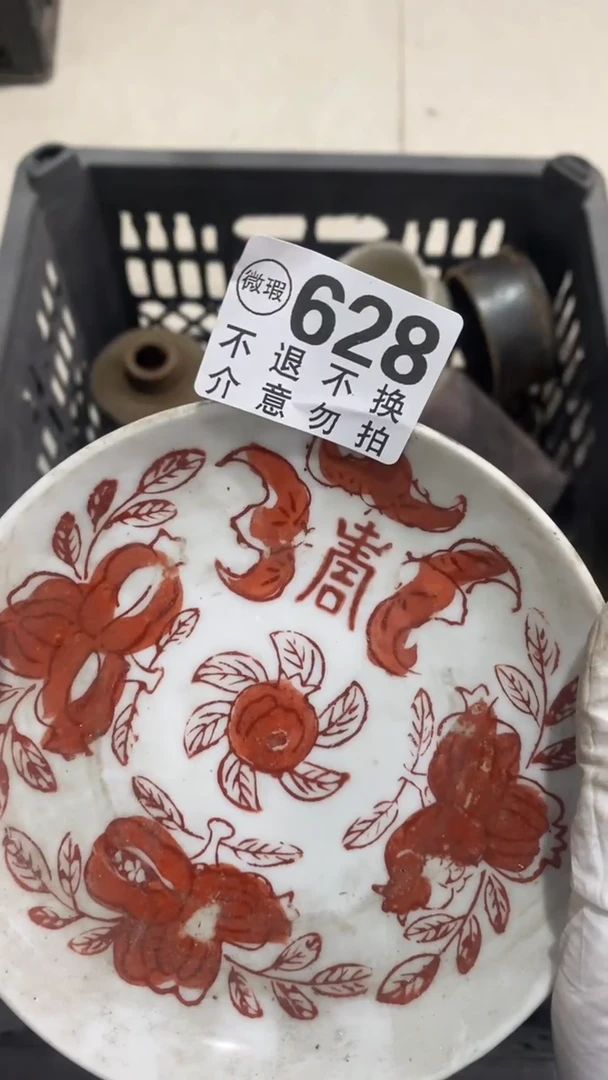 微瑕 628
不退不换
介意勿拍
壽